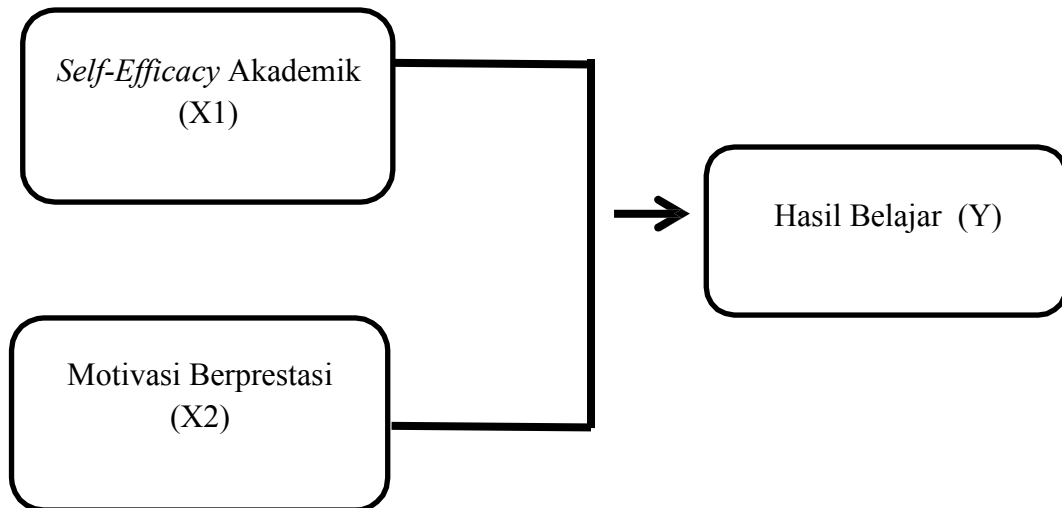 Self-Efficacy Akademik
(X1)
Hasil Belajar (Y)
Motivasi Berprestasi
(X2)